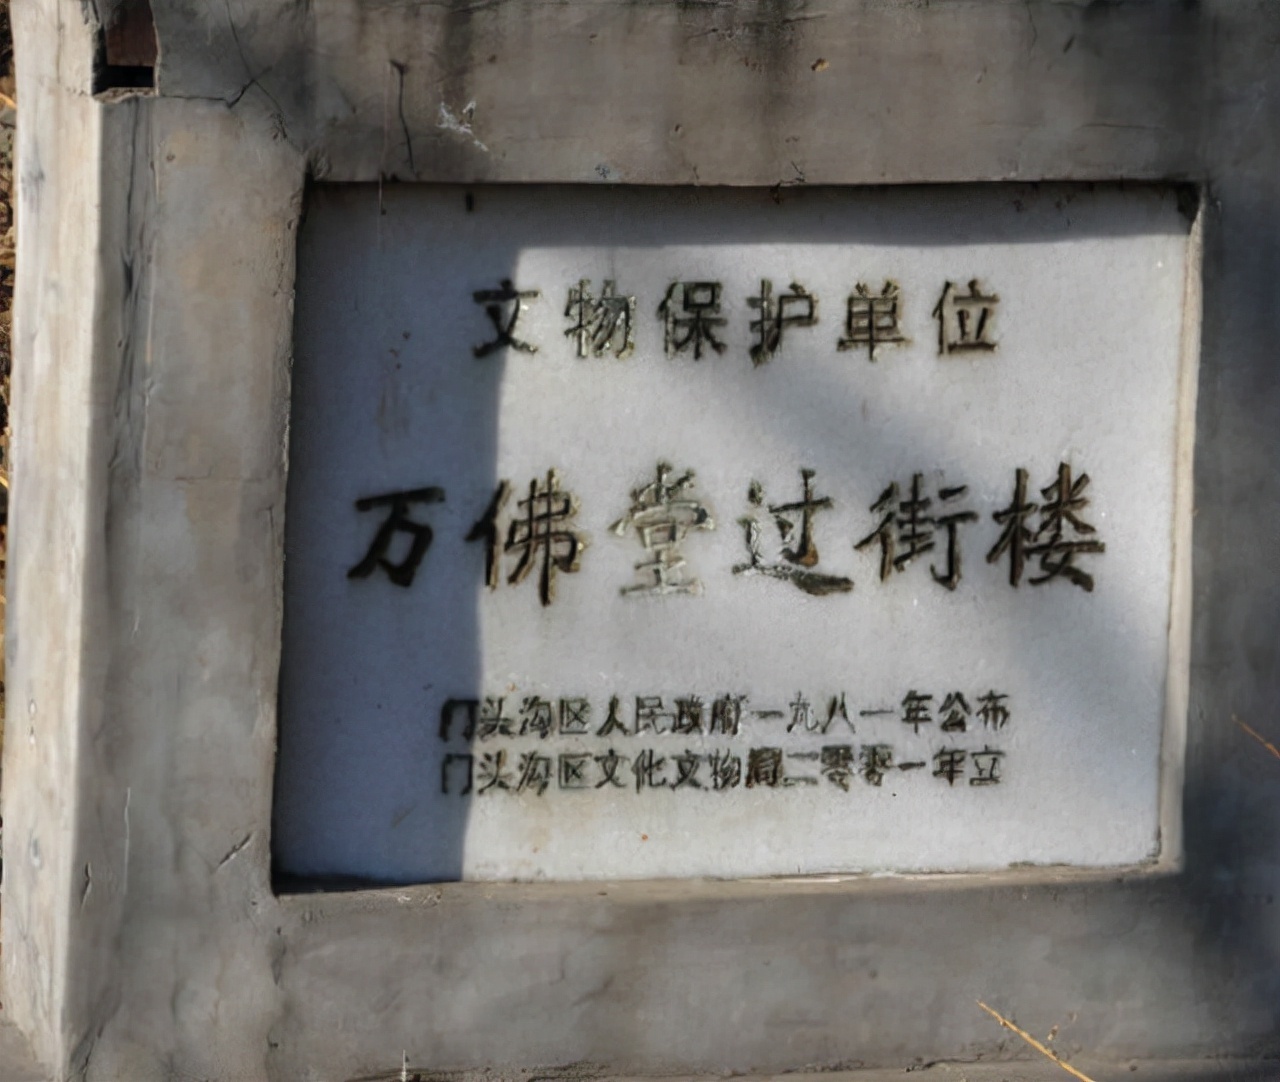 文物保护单位
万佛堂过街楼
门头沟区人民政府一九八一年公布
门头沟区文化文物局二零零一年立